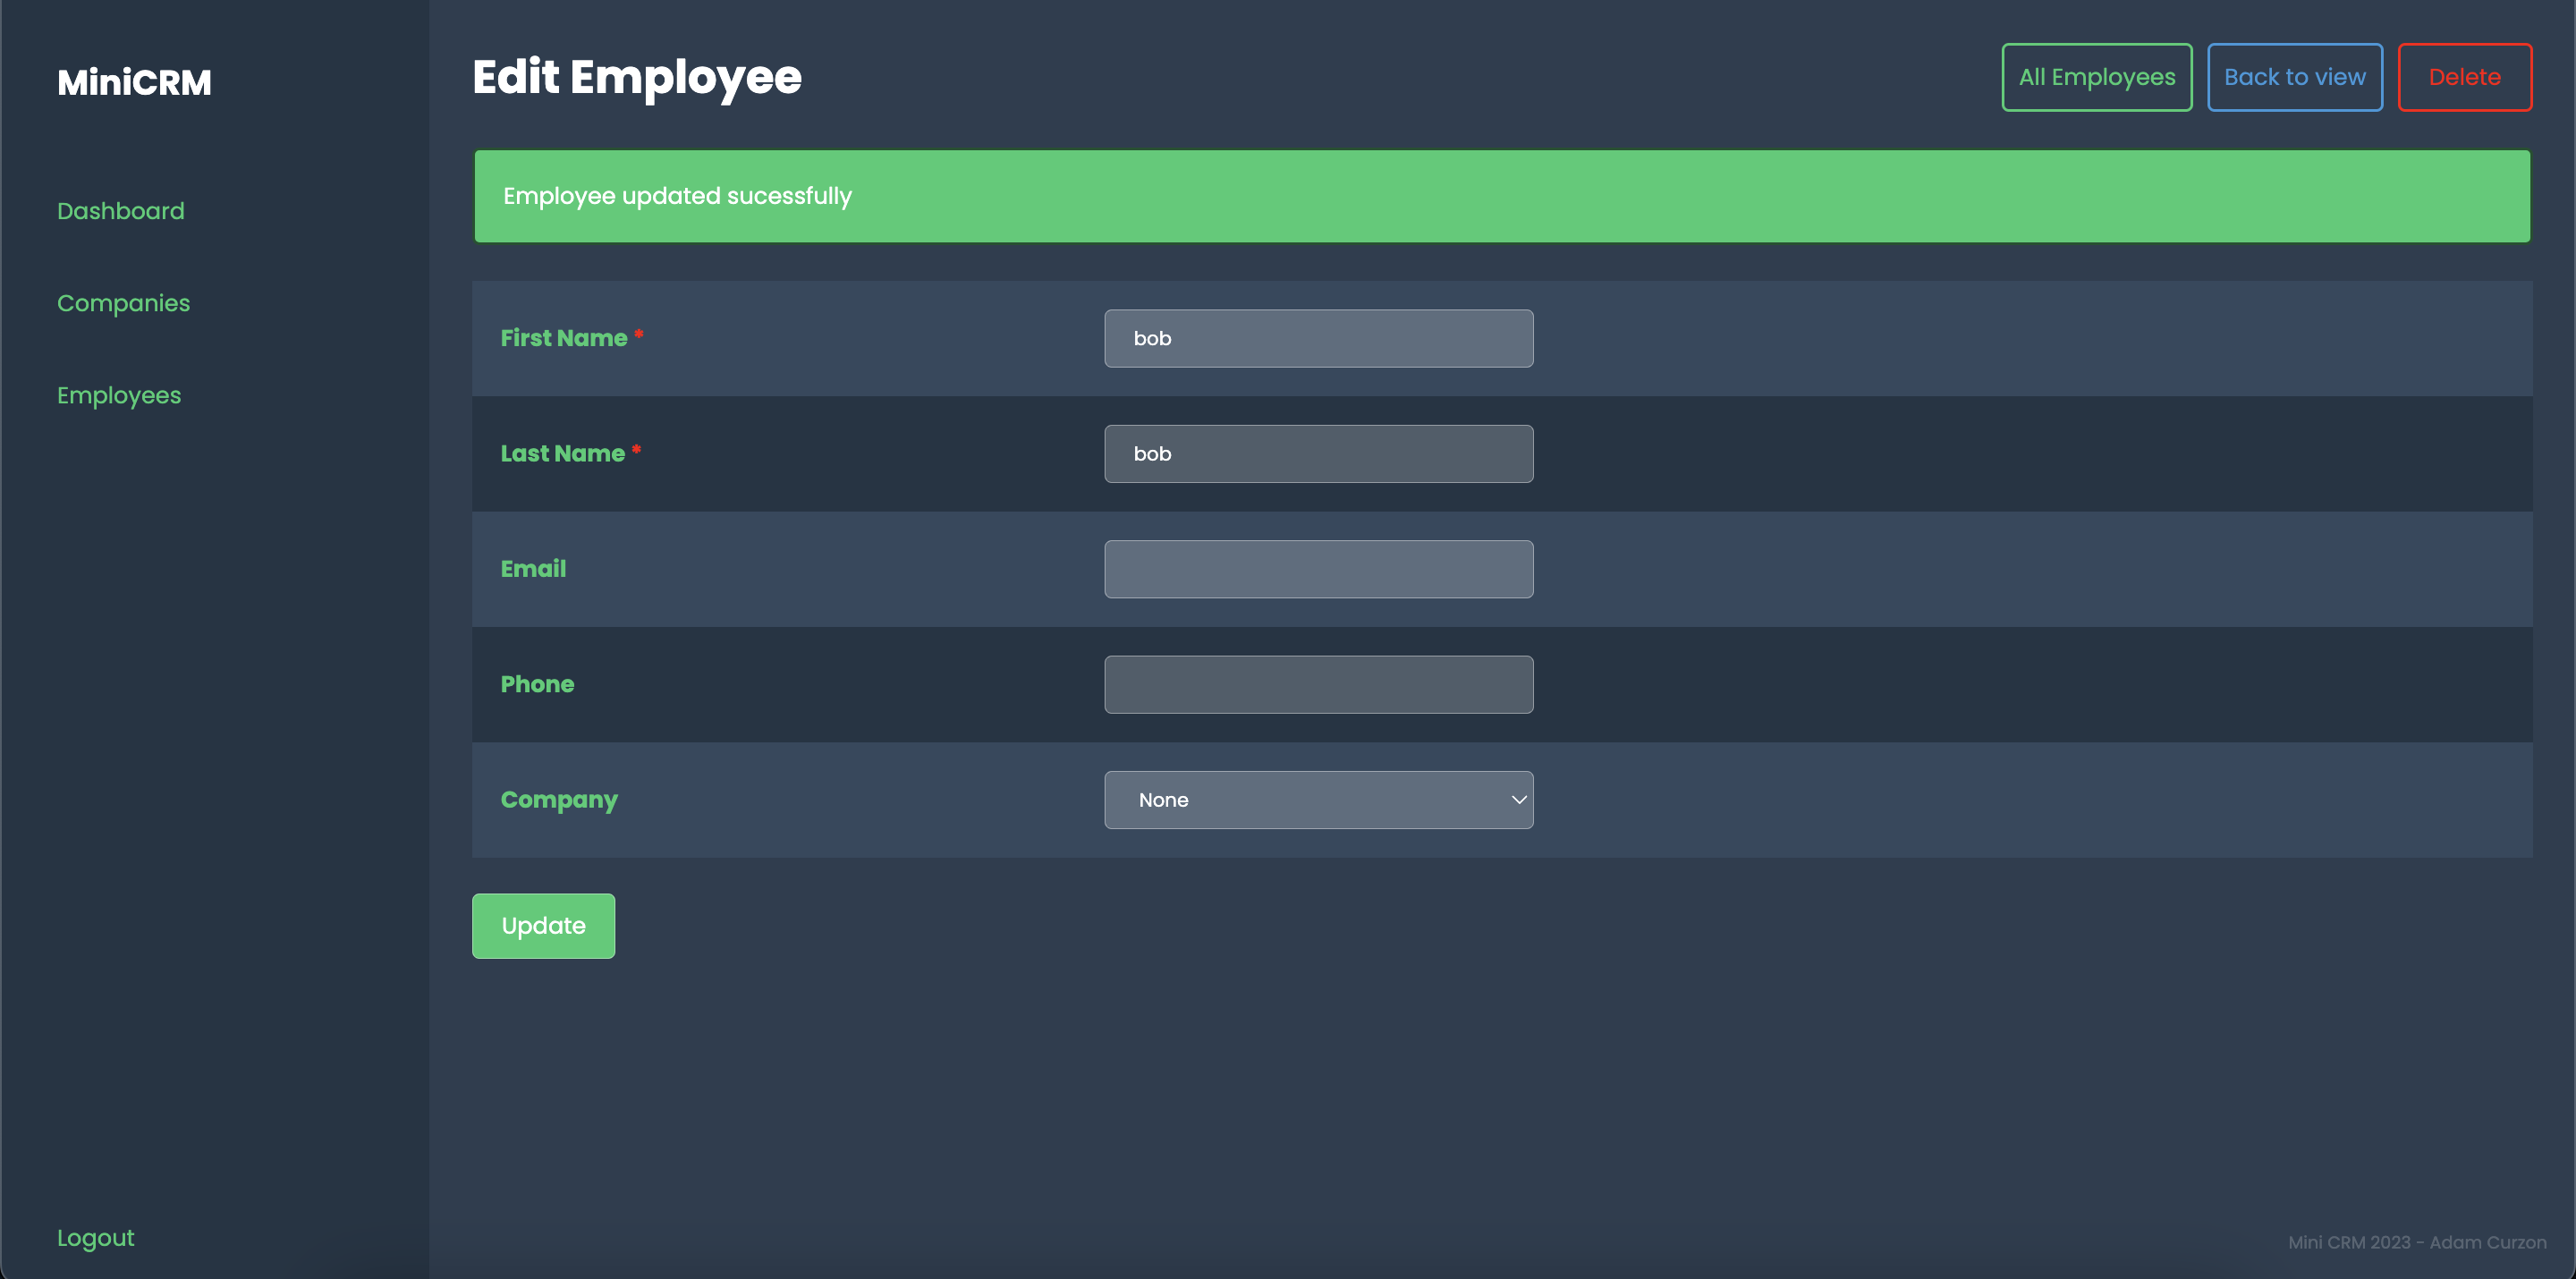 MiniCRM
Dashboard
Companies
Employees
Logout
Edit Employee
All Employees
Back to view
Delete
Employee updated sucessfully
First Name *
bob
Last Name *
bob
Email
Phone
Company
None
Update
Mini CRM 2023 - Adam Curzon